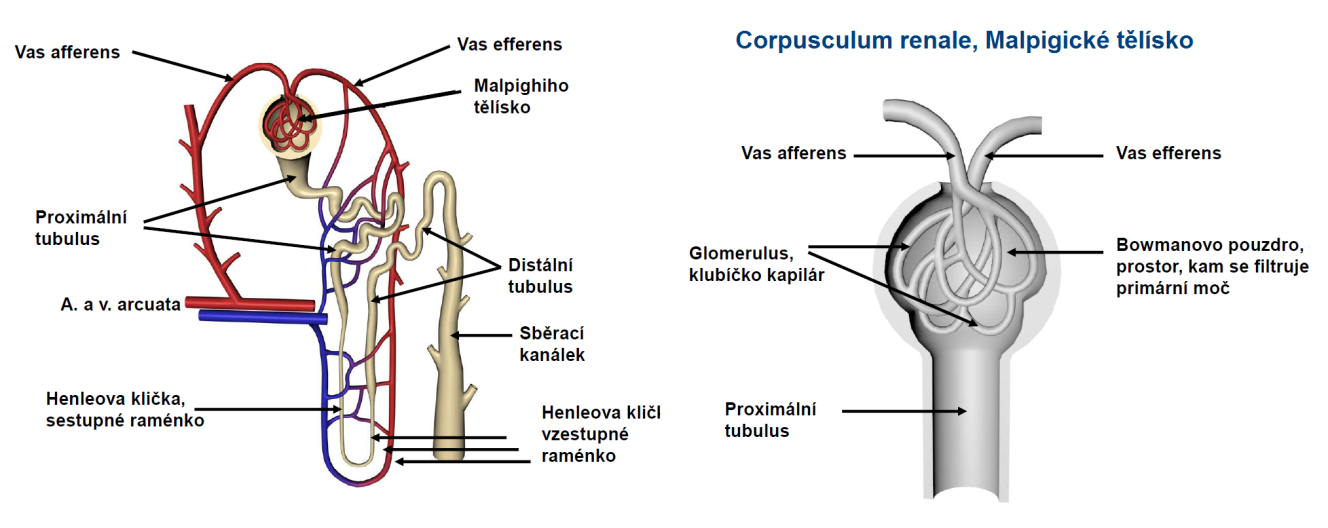 Vas afferens
Vas efferens
Malpighiho
tělísko
Proximální
tubulus
Distální
tubulus
A. a v. arcuata
Sběrací
kanálek
Henleova klička,
sestupné raménko
Henleova kličl
vzestupné
raménko
Corpusculum renale, Malpigické tělísko
Vas afferens
Vas efferens
Glomerulus,
klubíčko kapilár
Bowmanovo pouzdro,
prostor, kam se filtruje
primární moč
Proximální
tubulus